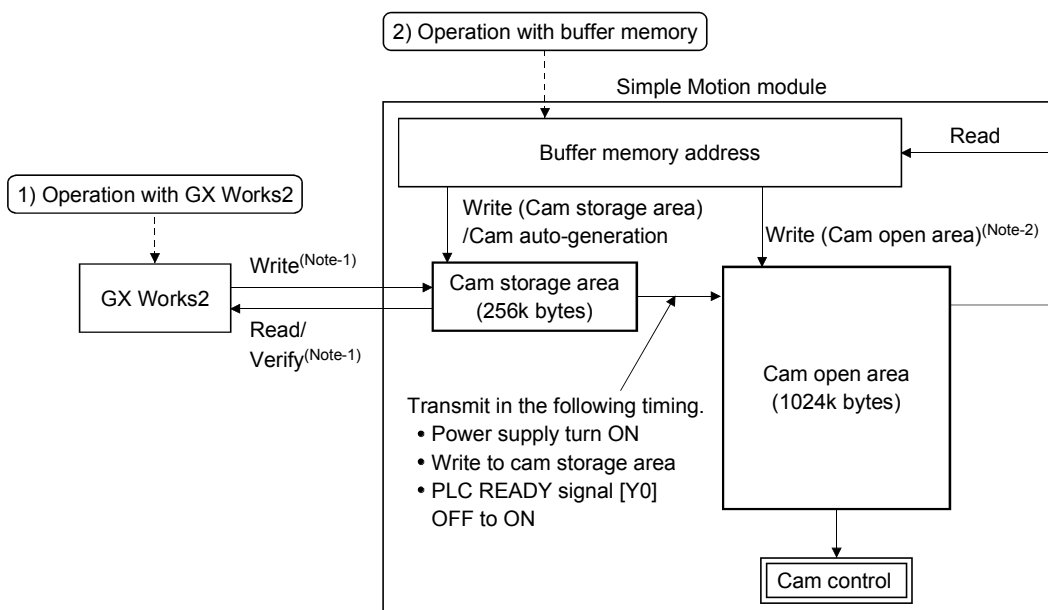 2) Operation with buffer memory
Simple Motion module
Buffer memory address
Read
1) Operation with GX Works2
Write (Cam storage area)
/Cam auto-generation
Write (Cam open area)(Note-2)
GX Works2
Write(Note-1)
Read/
Verify(Note-1)
Cam storage area
(256k bytes)
Cam open area
(1024k bytes)
Transmit in the following timing.
• Power supply turn ON
• Write to cam storage area
• PLC READY signal [Y0]
OFF to ON
Cam control